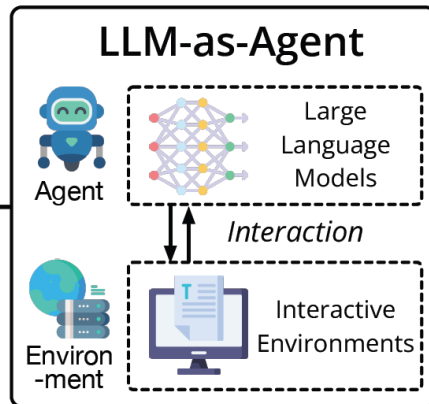 LLM-as-Agent
Agent
Large
Language
Models
Interaction
Environ
-ment
T
Interactive
Environments